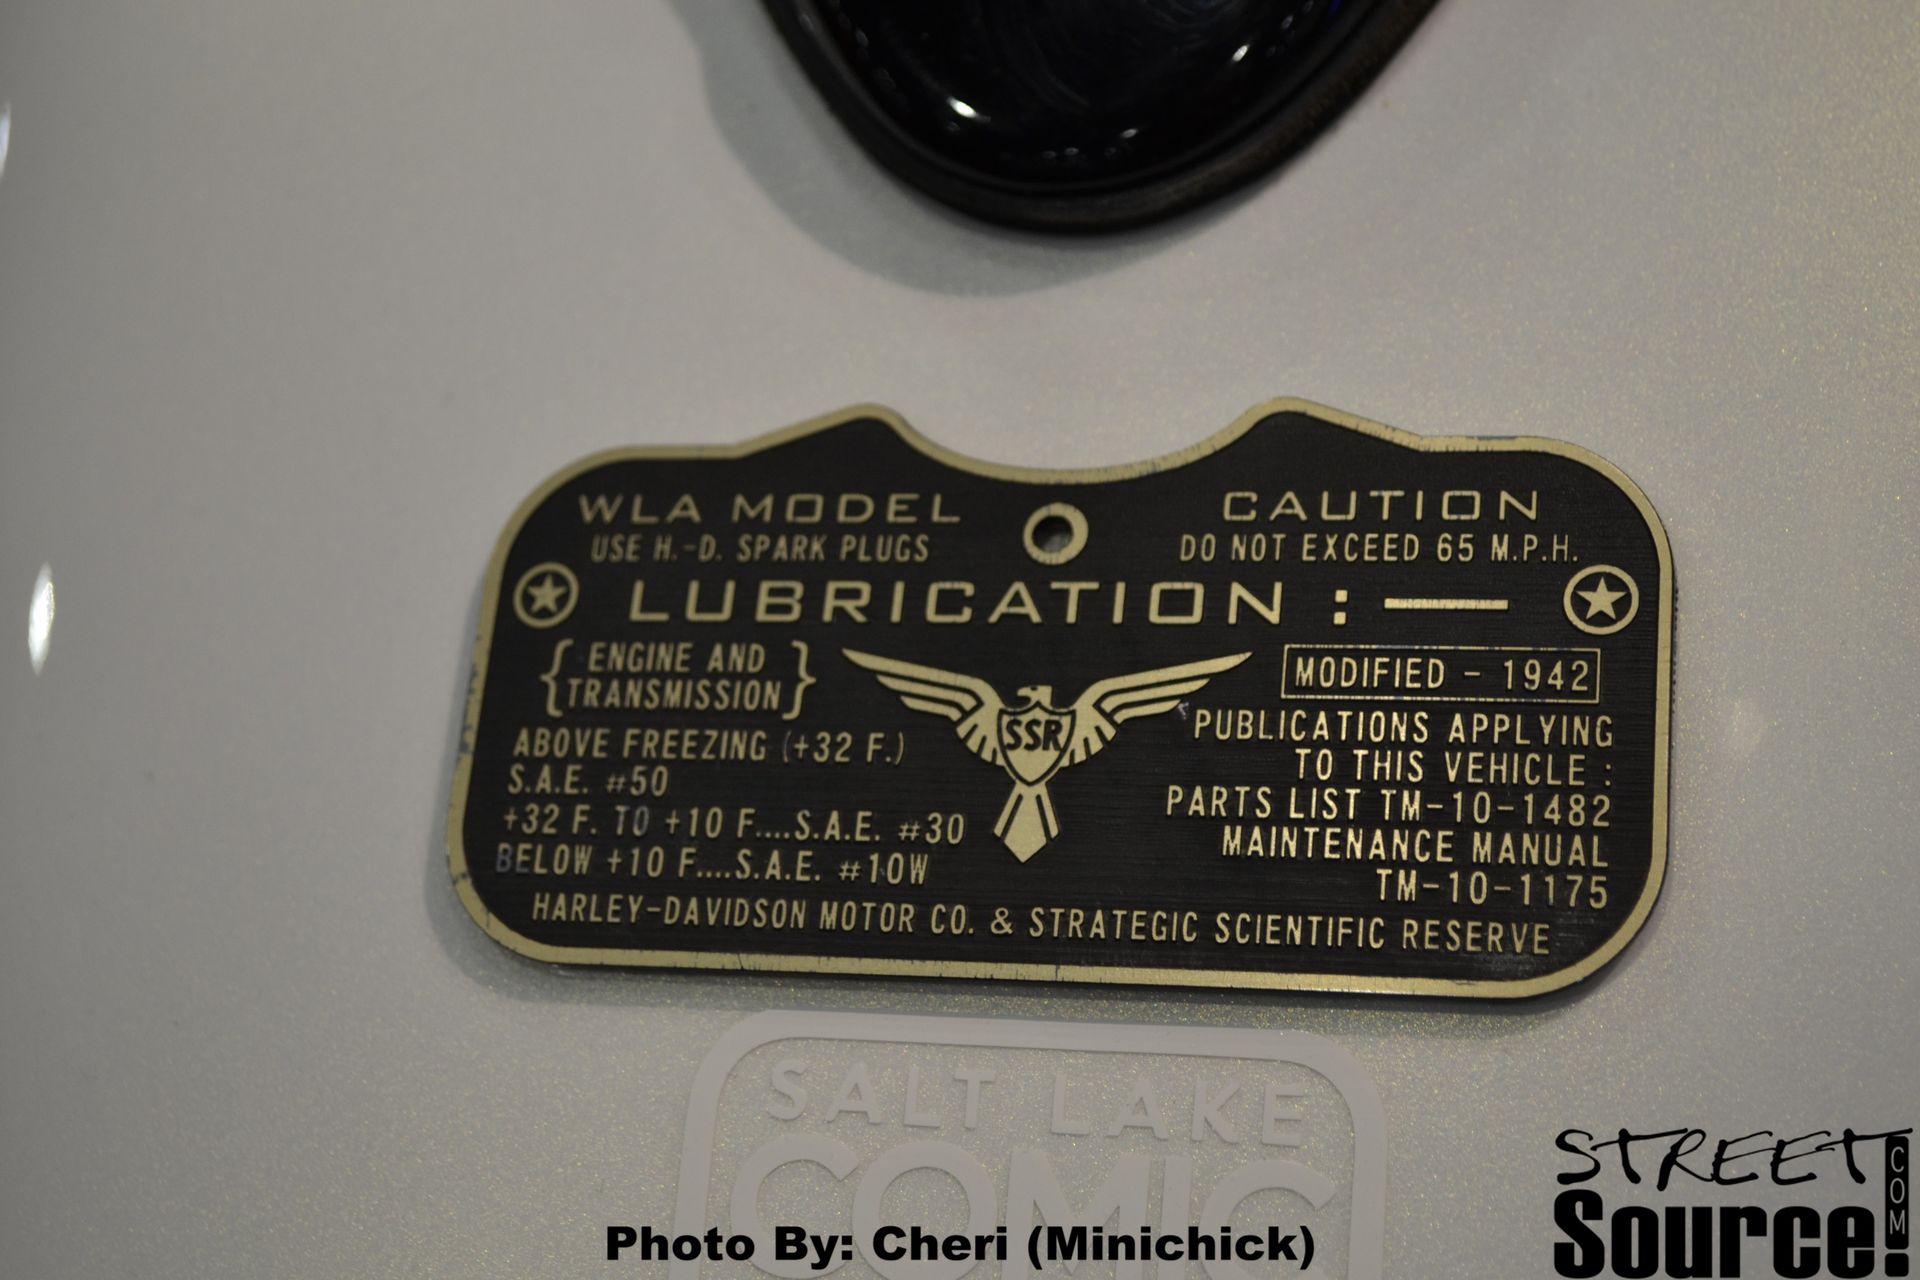 WLA MODEL
USE H.-D. SPARK PLUGS
CAUTION
DO NOT EXCEED 65 M.P.H.
LUBRICATION : —
{ ENGINE AND
TRANSMISSION }
ABOVE FREEZING (+32 F.)
S.A.E. #50
+32 F. TO +10 F....S.A.E. #30
BELOW +10 F....S.A.E. #10W
SSR
MODIFIED - 1942
PUBLICATIONS APPLYING
TO THIS VEHICLE :
PARTS LIST TM-10-1482
MAINTENANCE MANUAL
TM-10-1175
HARLEY-DAVIDSON MOTOR CO. & STRATEGIC SCIENTIFIC RESERVE
SALT LAKE
COMIC
Photo By: Cheri (Minichick)
STREET
Source!
COM